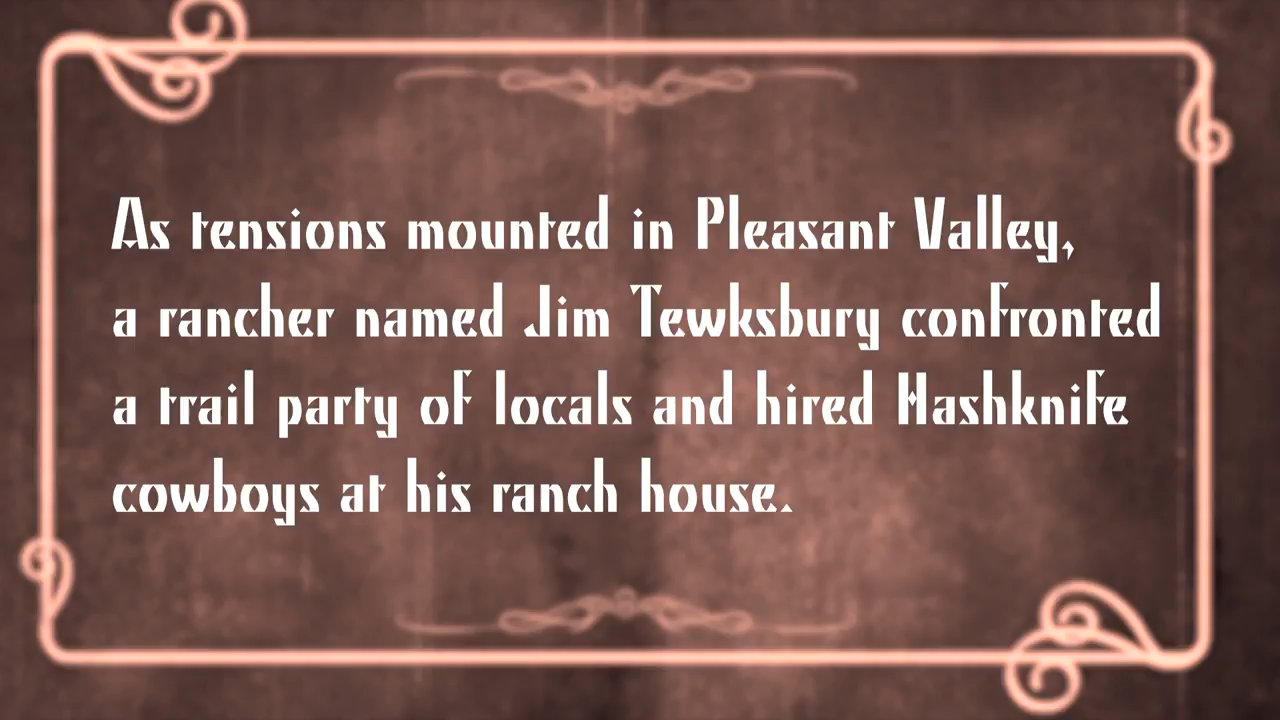 As tensions mounted in Pleasant Valley,
a rancher named Jim Tewksbury confronted
a trail party of locals and hired Hashknife
cowboys at his ranch house.